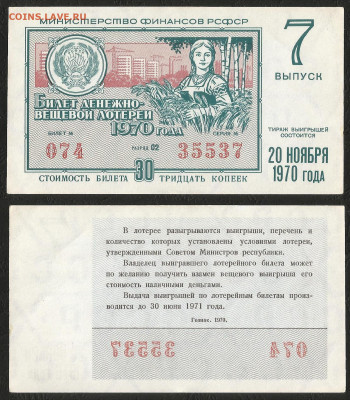 COINS.LAVE.RU
МИНИСТЕРСТВО ФИНАНСОВ РСФСР
7
ВЫПУСК
БИЛЕТ ДЕНЕЖНО-
ВЕЩЕВОЙ ЛОТЕРЕИ
1970 ГОДА
БИЛЕТ № СЕРИЯ №
074 РАЗРЯД 02 35537
30
СТОИМОСТЬ БИЛЕТА ТРИДЦАТЬ КОПЕЕК
ТИРАЖ ВЫИГРЫШЕЙ
СОСТОИТСЯ
20 НОЯБРЯ
1970 ГОДА
В лотерее разыгрываются выигрыши, перечень и
количество которых установлены условиями лотереи,
утвержденными Советом Министров республики.
Владелец выигравшего лотерейного билета может
по желанию получить взамен вещевого выигрыша его
стоимость наличными деньгами.
Выдача выигрышей по лотерейным билетам произ-
водится до 30 июня 1971 года.
Гознак. 1970.
35537 074